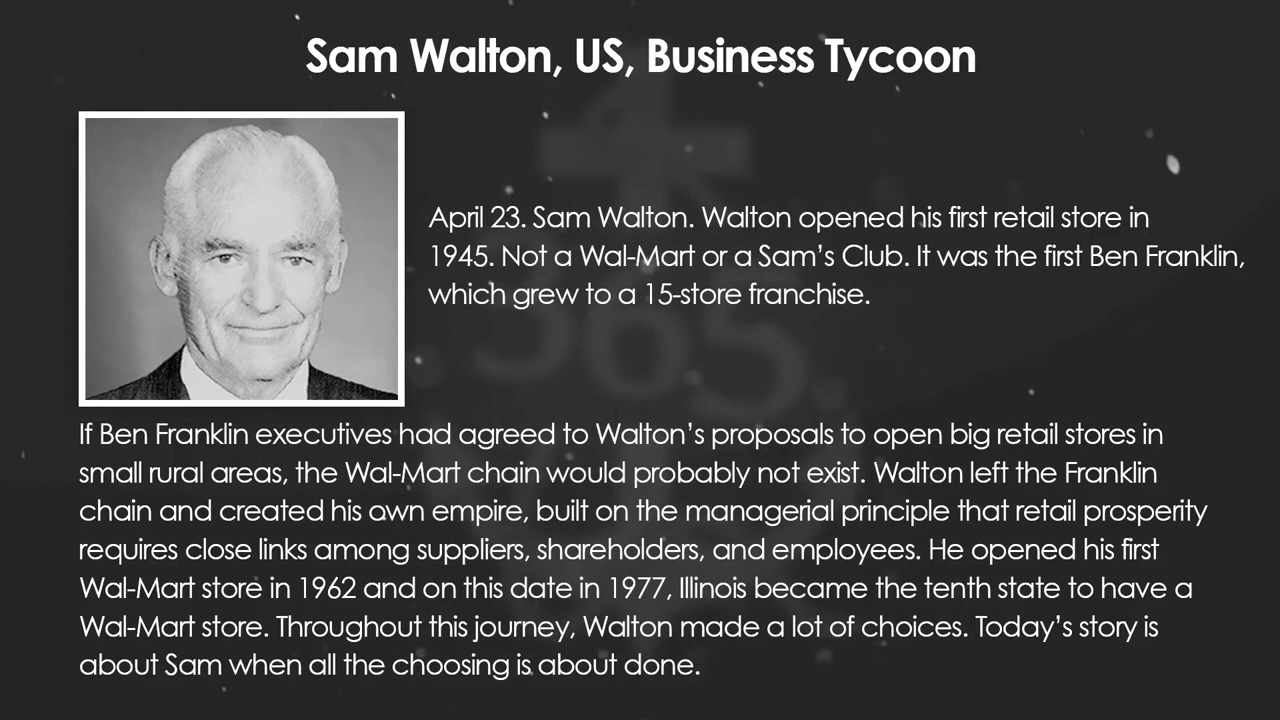 Sam Walton, US, Business Tycoon
April 23. Sam Walton. Walton opened his first retail store in
1945. Not a Wal-Mart or a Sam's Club. It was the first Ben Franklin,
which grew to a 15-store franchise.
If Ben Franklin executives had agreed to Walton's proposals to open big retail stores in
small rural areas, the Wal-Mart chain would probably not exist. Walton left the Franklin
chain and created his own empire, built on the managerial principle that retail prosperity
requires close links among suppliers, shareholders, and employees. He opened his first
Wal-Mart store in 1962 and on this date in 1977, Illinois became the tenth state to have a
Wal-Mart store. Throughout this journey, Walton made a lot of choices. Today's story is
about Sam when all the choosing is about done.
365